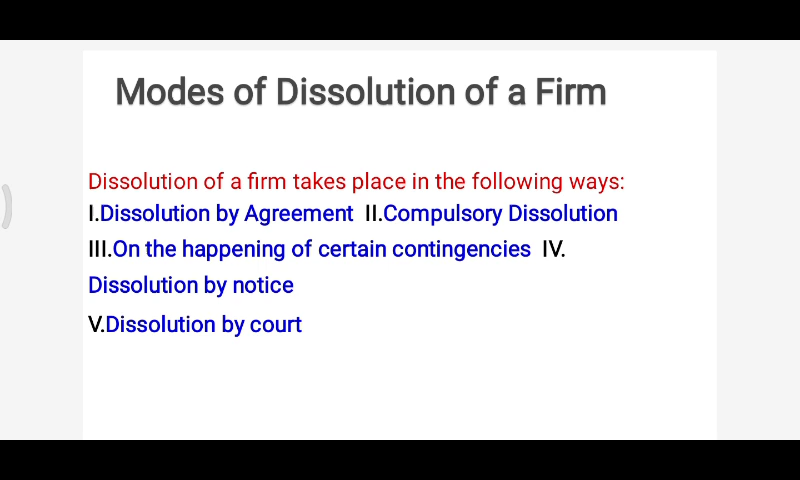 Modes of Dissolution of a Firm
Dissolution of a firm takes place in the following ways:
I.Dissolution by Agreement II.Compulsory Dissolution
III.On the happening of certain contingencies IV.
Dissolution by notice
V.Dissolution by court